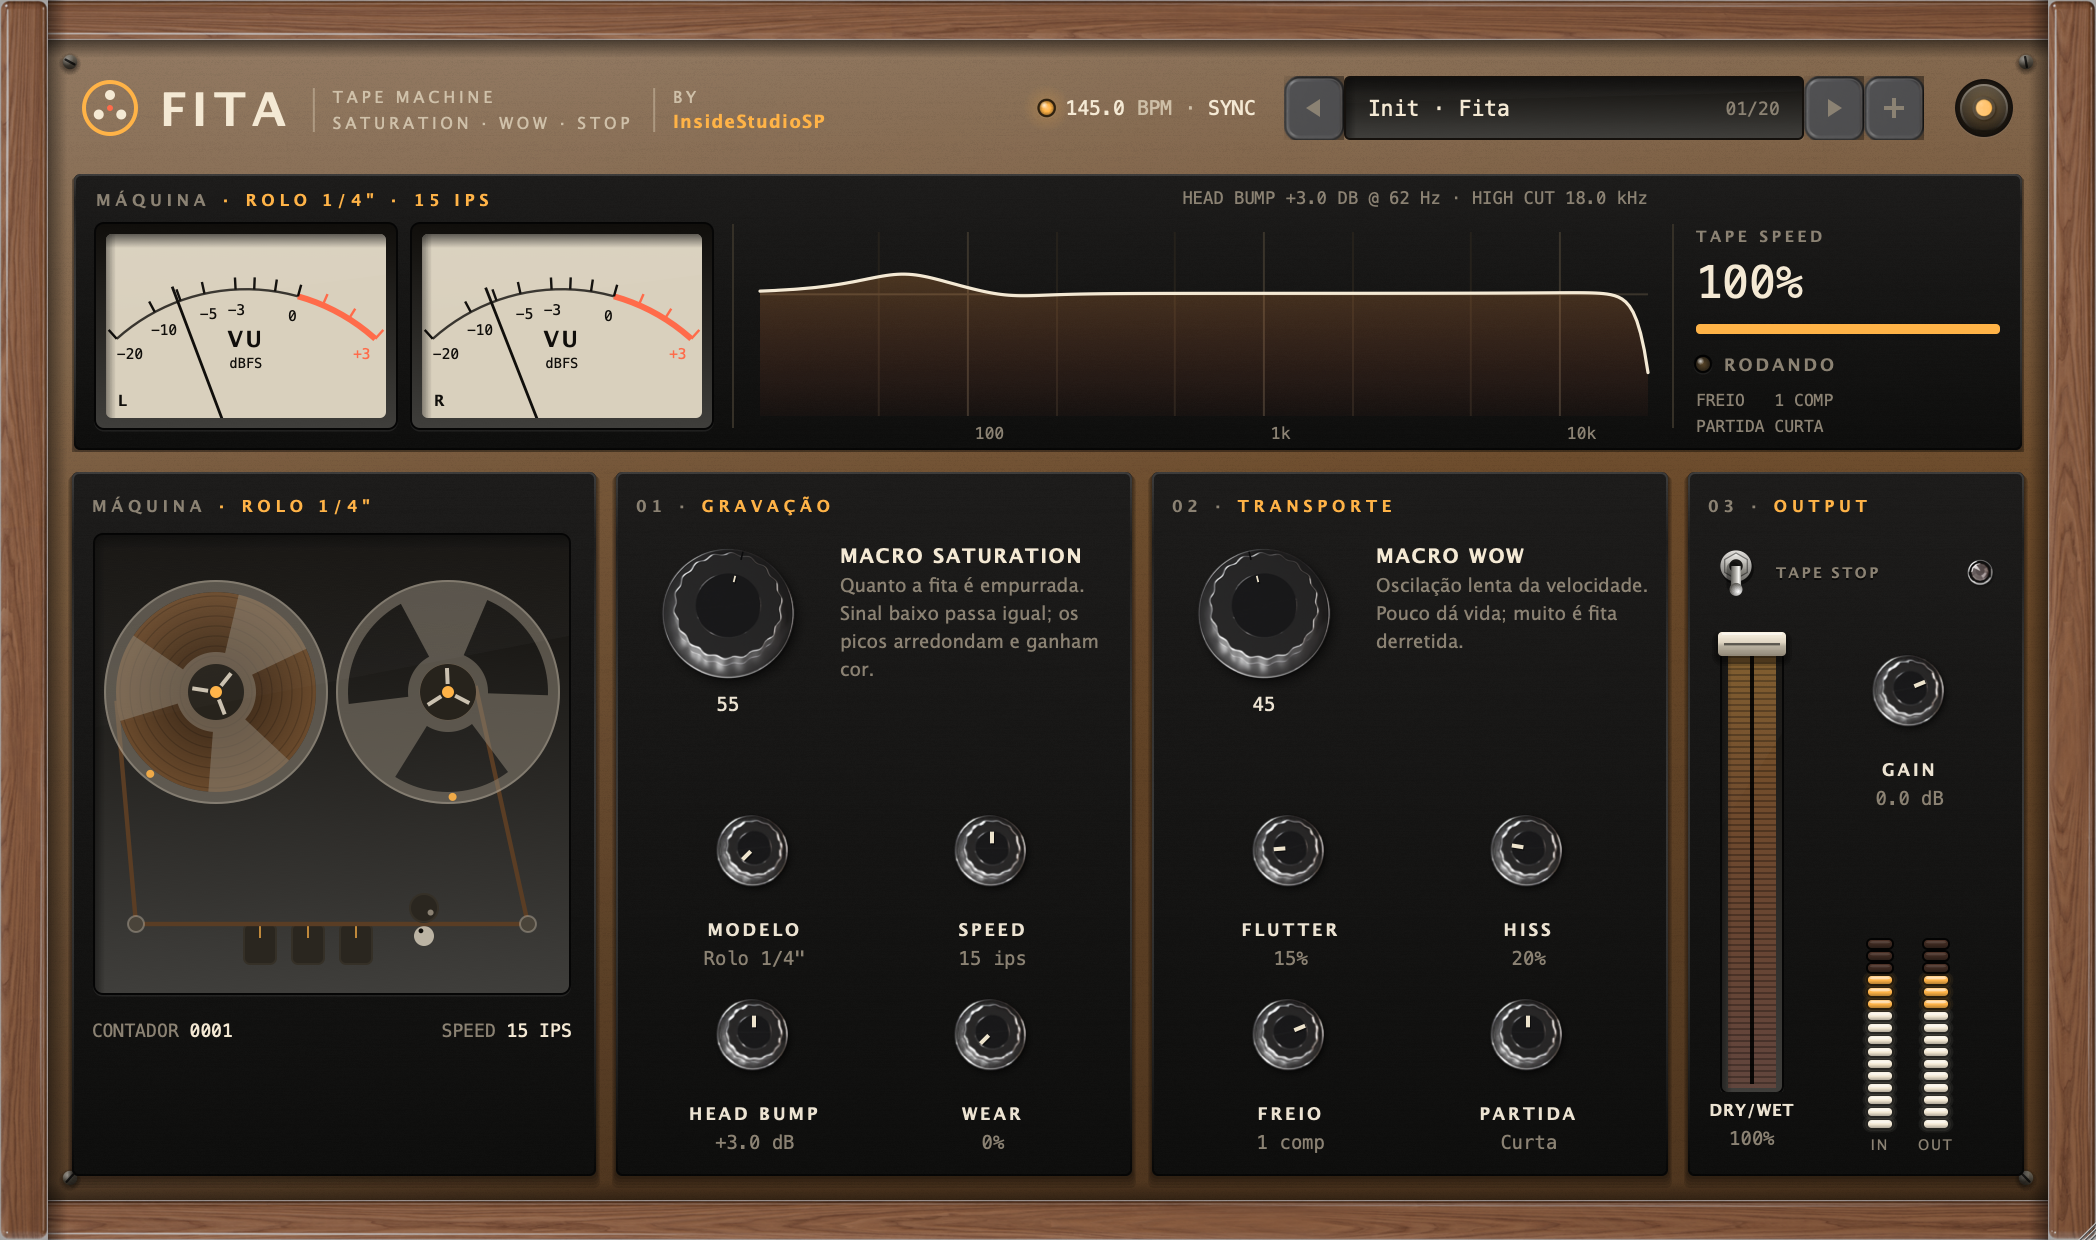 FITA
TAPE MACHINE
SATURATION · WOW · STOP
BY
InsideStudioSP
145.0 BPM · SYNC
Init · Fita 01/20
MÁQUINA · ROLO 1/4" · 15 IPS
-20 -10 -5 -3 0 +3
VU
dBFS
L
-20 -10 -5 -3 0 +3
VU
dBFS
R
HEAD BUMP +3.0 DB @ 62 Hz · HIGH CUT 18.0 kHz
100 1k 10k
TAPE SPEED
100%
RODANDO
FREIO 1 COMP
PARTIDA CURTA
MÁQUINA · ROLO 1/4"
CONTADOR 0001 SPEED 15 IPS
01 · GRAVAÇÃO
MACRO SATURATION
Quanto a fita é empurrada.
Sinal baixo passa igual; os
picos arredondam e ganham
cor.
55
MODELO SPEED
Rolo 1/4" 15 ips
HEAD BUMP WEAR
+3.0 dB 0%
02 · TRANSPORTE
MACRO WOW
Oscilação lenta da velocidade.
Pouco dá vida; muito é fita
derretida.
45
FLUTTER HISS
15% 20%
FREIO PARTIDA
1 comp Curta
03 · OUTPUT
TAPE STOP
GAIN
0.0 dB
DRY/WET
100%
IN OUT